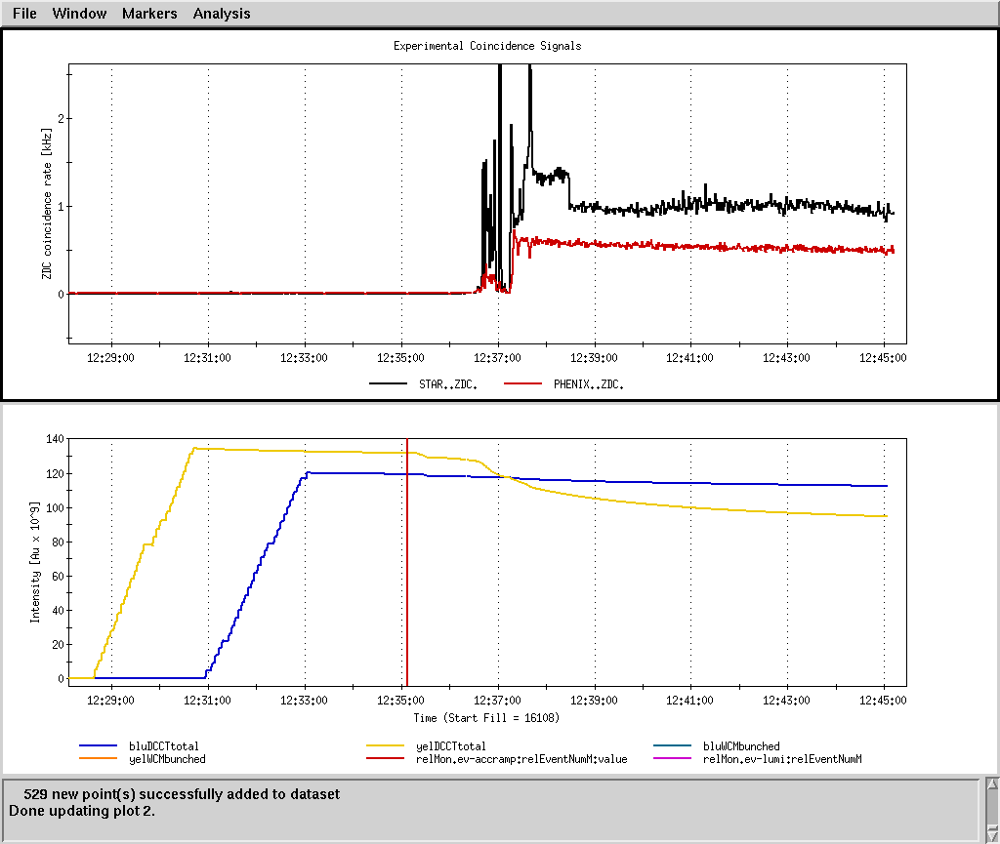 File Window Markers Analysis
Experimental Coincidence Signals
ZDC coincidence rate [kHz]
2
1
0
12:29:00 12:31:00 12:33:00 12:35:00 12:37:00 12:39:00 12:41:00 12:43:00 12:45:00
STAR..ZDC. PHENIX..ZDC.
Intensity [Au x 10^9]
140
120
100
80
60
40
20
0
12:29:00 12:31:00 12:33:00 12:35:00 12:37:00 12:39:00 12:41:00 12:43:00 12:45:00
Time (Start Fill = 16108)
bluDCCTtotal yelDCCTtotal bluWCMbunched
yelWCMbunched relMon.ev-accramp:relEventNumM:value relMon.ev-lumi:relEventNumM
529 new point(s) successfully added to dataset
Done updating plot 2.